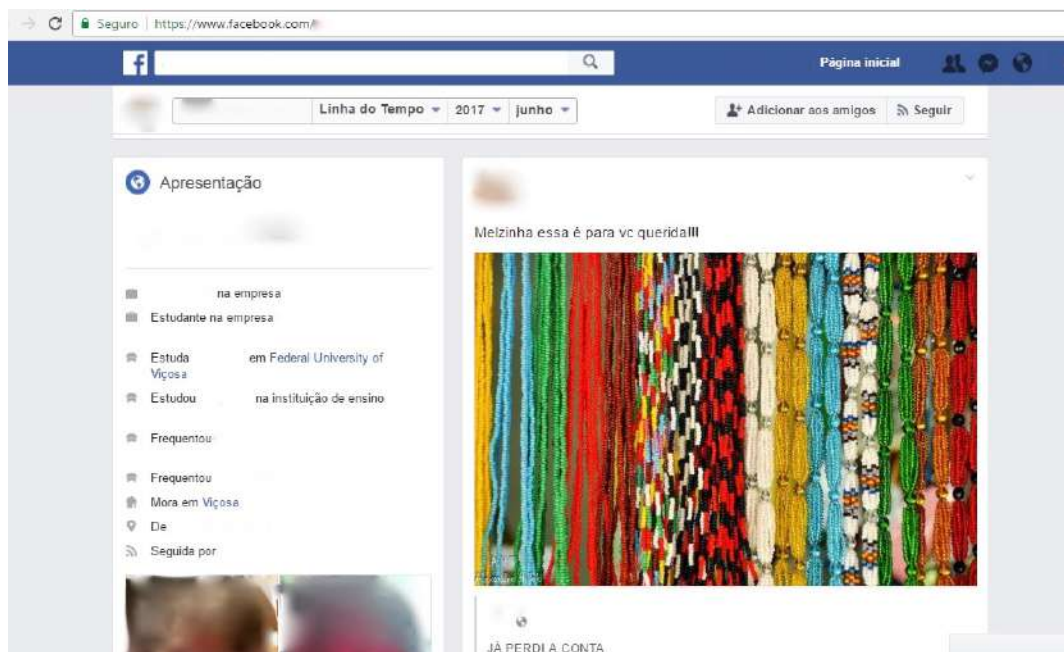 Seguro | https://www.facebook.com/
f
Página inicial
Linha do Tempo 2017 junho
Adicionar aos amigos Seguir
Apresentação
na empresa
Estudante na empresa
Estuda em Federal University of
Viçosa
Estudou na instituição de ensino
Frequentou
Frequentou
Mora em Viçosa
De
Seguida por
Melzinha essa é para vc querida!!!
JÀ PERDI A CONTA